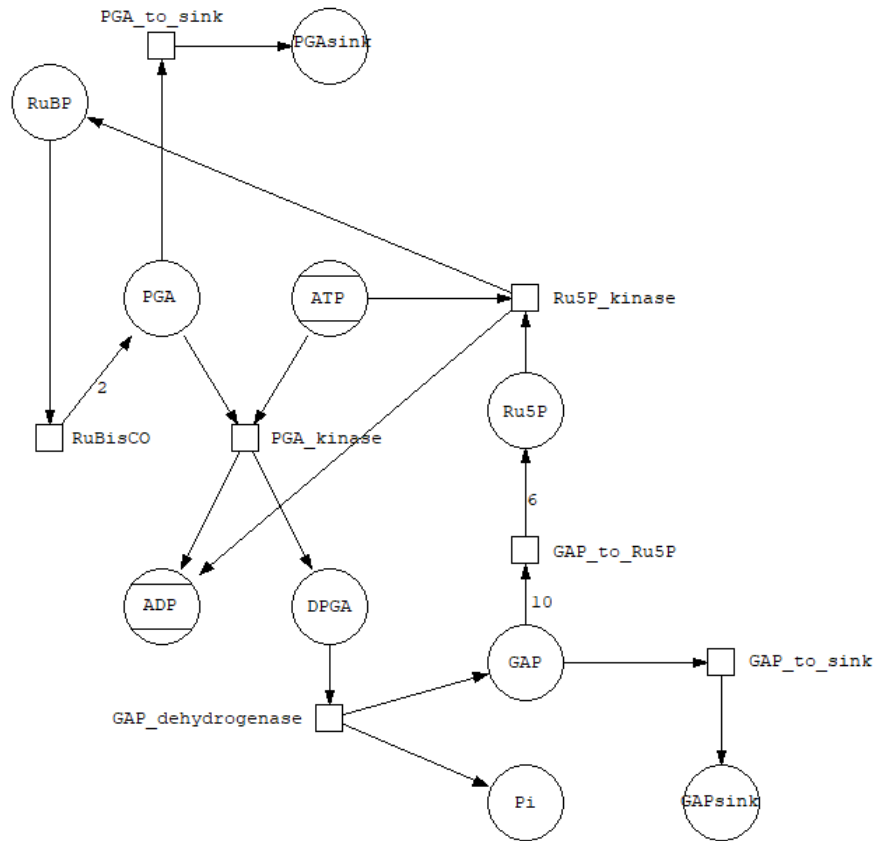 PGA_to_sink
PGAsink
RuBP
PGA
ATP
Ru5P_kinase
2
Ru5P
RuBisCO
PGA_kinase
6
GAP_to_Ru5P
ADP
DPGA
10
GAP
GAP_to_sink
GAP_dehydrogenase
Pi
GAPsink